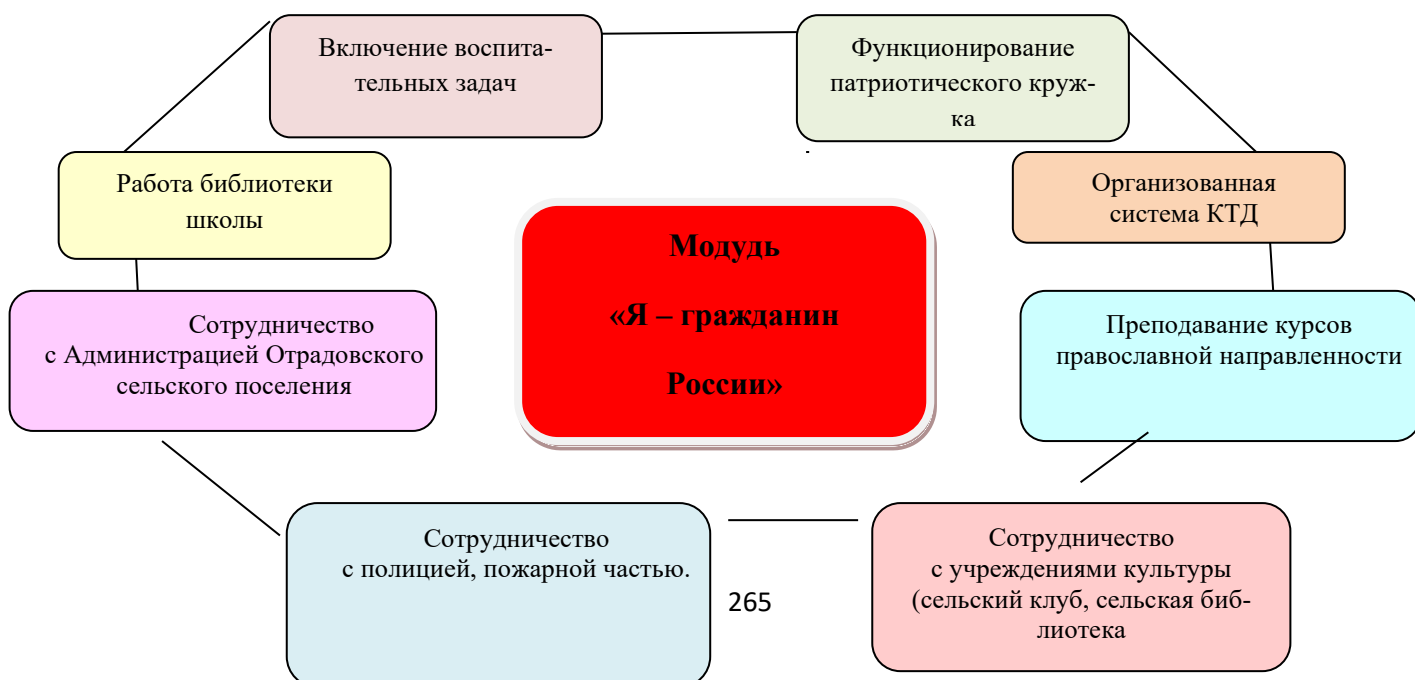 Включение воспита-
тельных задач
Функционирование
патриотического круж-
ка
Работа библиотеки
школы
Организованная
система КТД
Модудь
«Я – гражданин
России»
Сотрудничество
с Администрацией Отрадовского
сельского поселения
Преподавание курсов
православной направленности
Сотрудничество
с полицией, пожарной частью.
Сотрудничество
с учреждениями культуры
(сельский клуб, сельская биб-
лиотека
265